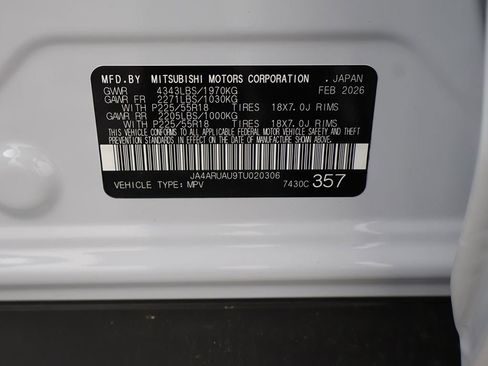 MFD.BY MITSUBISHI MOTORS CORPORATION , JAPAN
GVWR 4343LBS/1970KG FEB 2026
GAWR FR 2271LBS/1030KG
WITH P225/55R18 TIRES 18X7.0J RIMS
GAWR RR 2205LBS/1000KG
WITH P225/55R18 TIRES 18X7.0J RIMS
THIS VEHICLE CONFORMS TO ALL APPLICABLE FEDERAL MOTOR VEHICLE SAFETY AND THEFT
PREVENTION STANDARDS IN EFFECT ON THE DATE OF MANUFACTURE SHOWN ABOVE.
JA4ARUAU9TU020306
VEHICLE TYPE: MPV 7430C 357